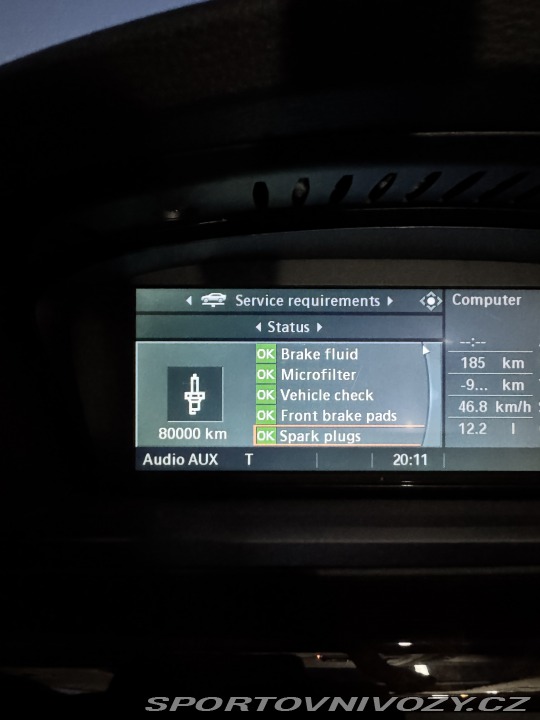 Service requirements
Computer
Status
OK Brake fluid
OK Microfilter
OK Vehicle check
OK Front brake pads
OK Spark plugs
80000 km
--:--
185 km
-9... km
46.8 km/h
12.2 l
Audio AUX T 20:11
SPORTOVNIVOZY.CZ